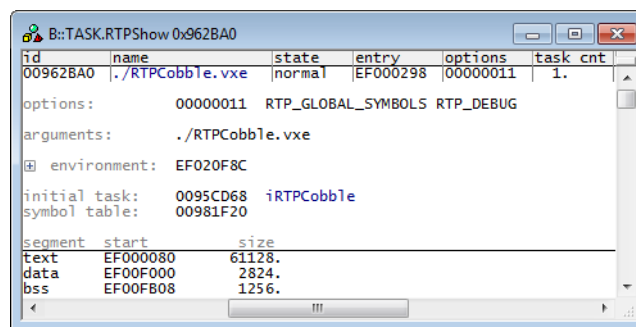 B::TASK.RTPShow 0x962BA0
id name state entry options task cnt
00962BA0 ./RTPCobble.vxe normal EF000298 00000011 1.
options: 00000011 RTP_GLOBAL_SYMBOLS RTP_DEBUG
arguments: ./RTPCobble.vxe
environment: EF020F8C
initial task: 0095CD68 iRTPCobble
symbol table: 00981F20
segment start size
text EF000080 61128.
data EF00F000 2824.
bss EF00FB08 1256.